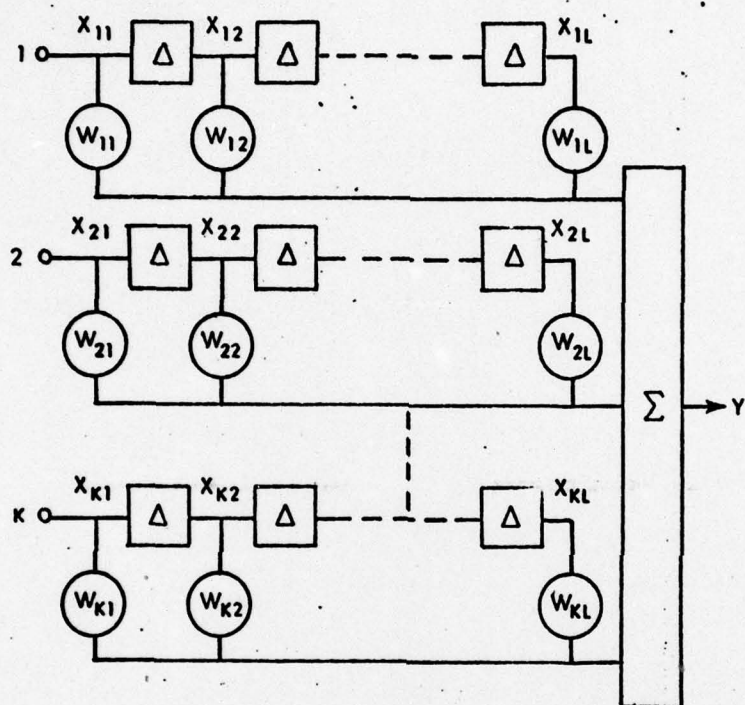 X11 X12 X1L
1 Δ Δ Δ
W11 W12 W1L
X21 X22 X2L
2 Δ Δ Δ
W21 W22 W2L
Σ Y
XK1 XK2 XKL
K Δ Δ Δ
WK1 WK2 WKL